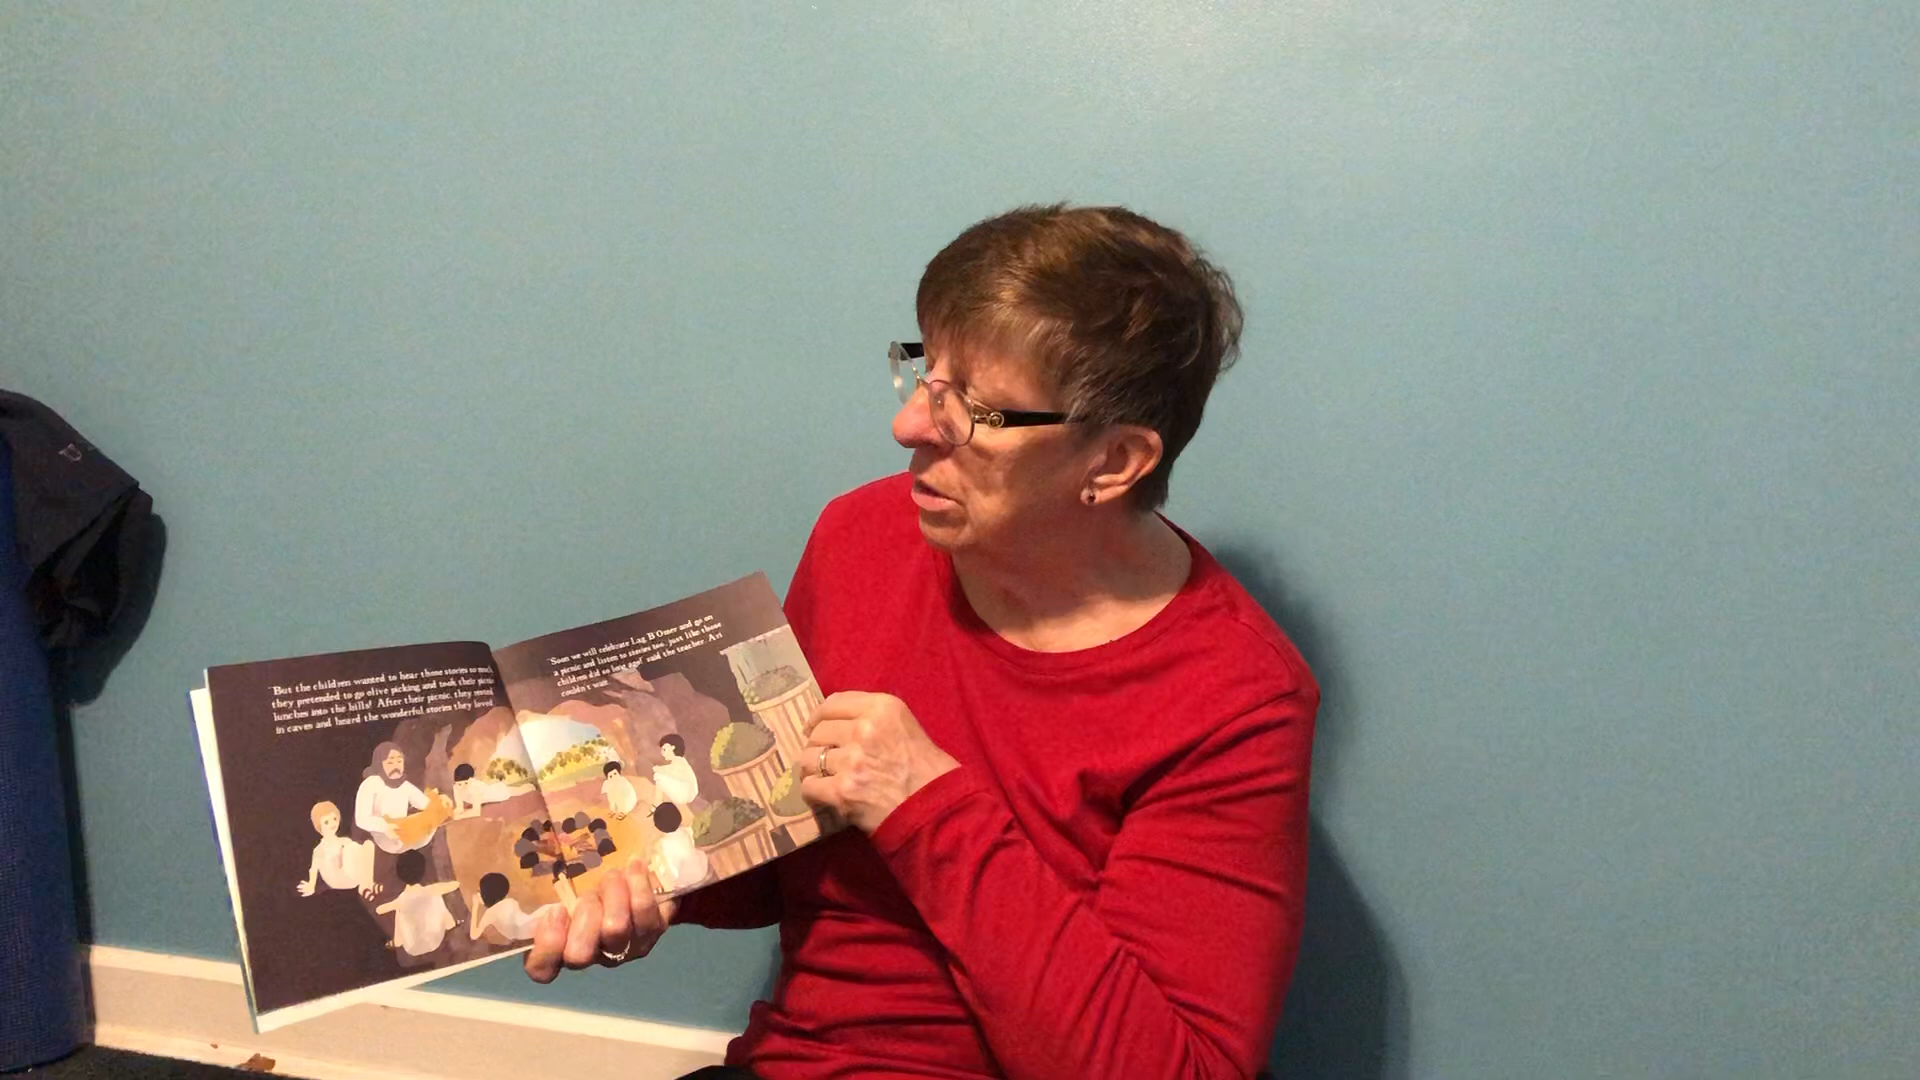 "But the children wanted to hear those stories so much,
they pretended to go olive picking and took their picnic
lunches into the hills! After their picnic, they rested
in caves and heard the wonderful stories they loved.
"Soon we will celebrate Lag B'Omer and go on
a picnic and listen to stories too, just like those
children did so long ago!" said the teacher. Avi
couldn't wait.